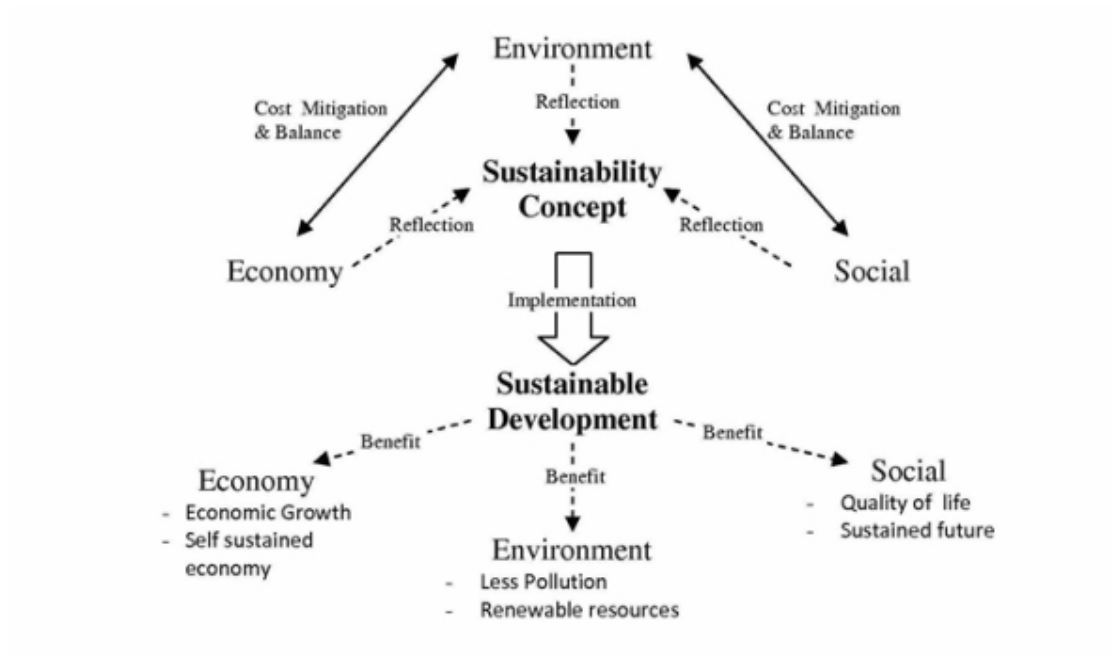 Environment
Cost Mitigation
& Balance
Reflection
Cost Mitigation
& Balance
Sustainability
Concept
Reflection
Reflection
Economy
Social
Implementation
Sustainable
Development
Benefit
Benefit
Benefit
Economy
- Economic Growth
- Self sustained
economy
Environment
- Less Pollution
- Renewable resources
Social
- Quality of life
- Sustained future